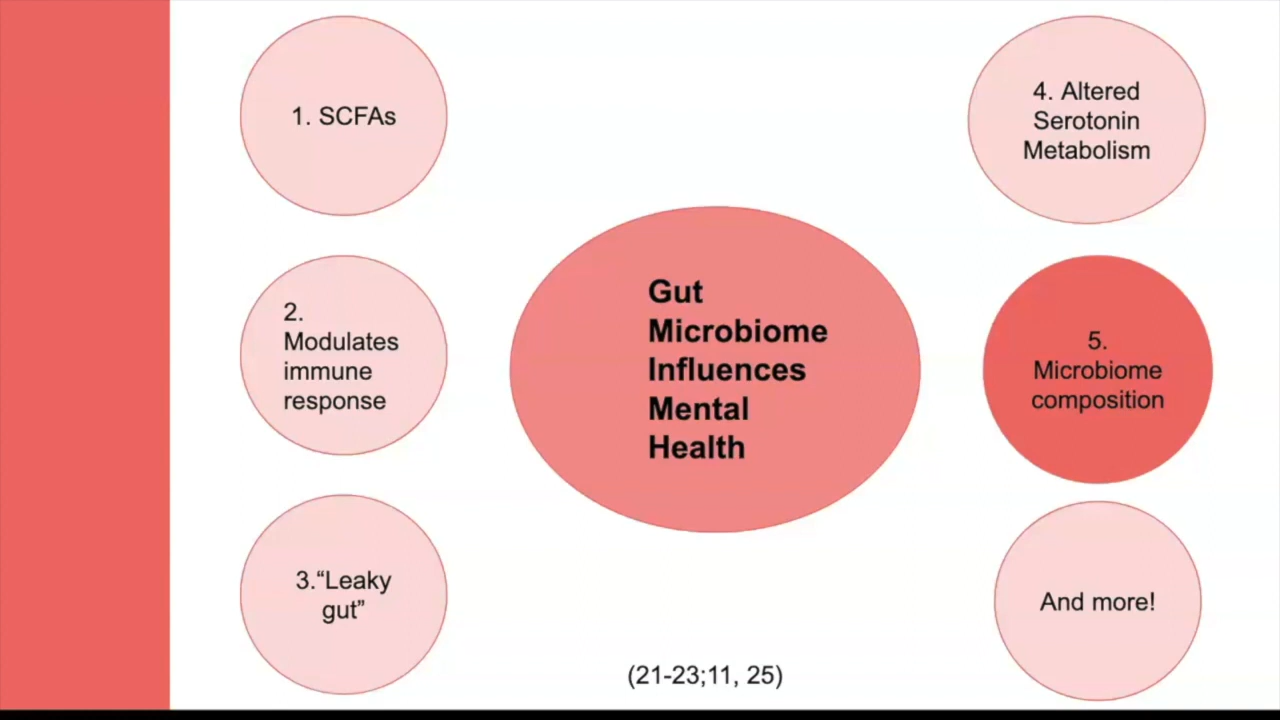 1. SCFAs
2.
Modulates
immune
response
3.“Leaky
gut”
Gut
Microbiome
Influences
Mental
Health
(21-23;11, 25)
4. Altered
Serotonin
Metabolism
5.
Microbiome
composition
And more!